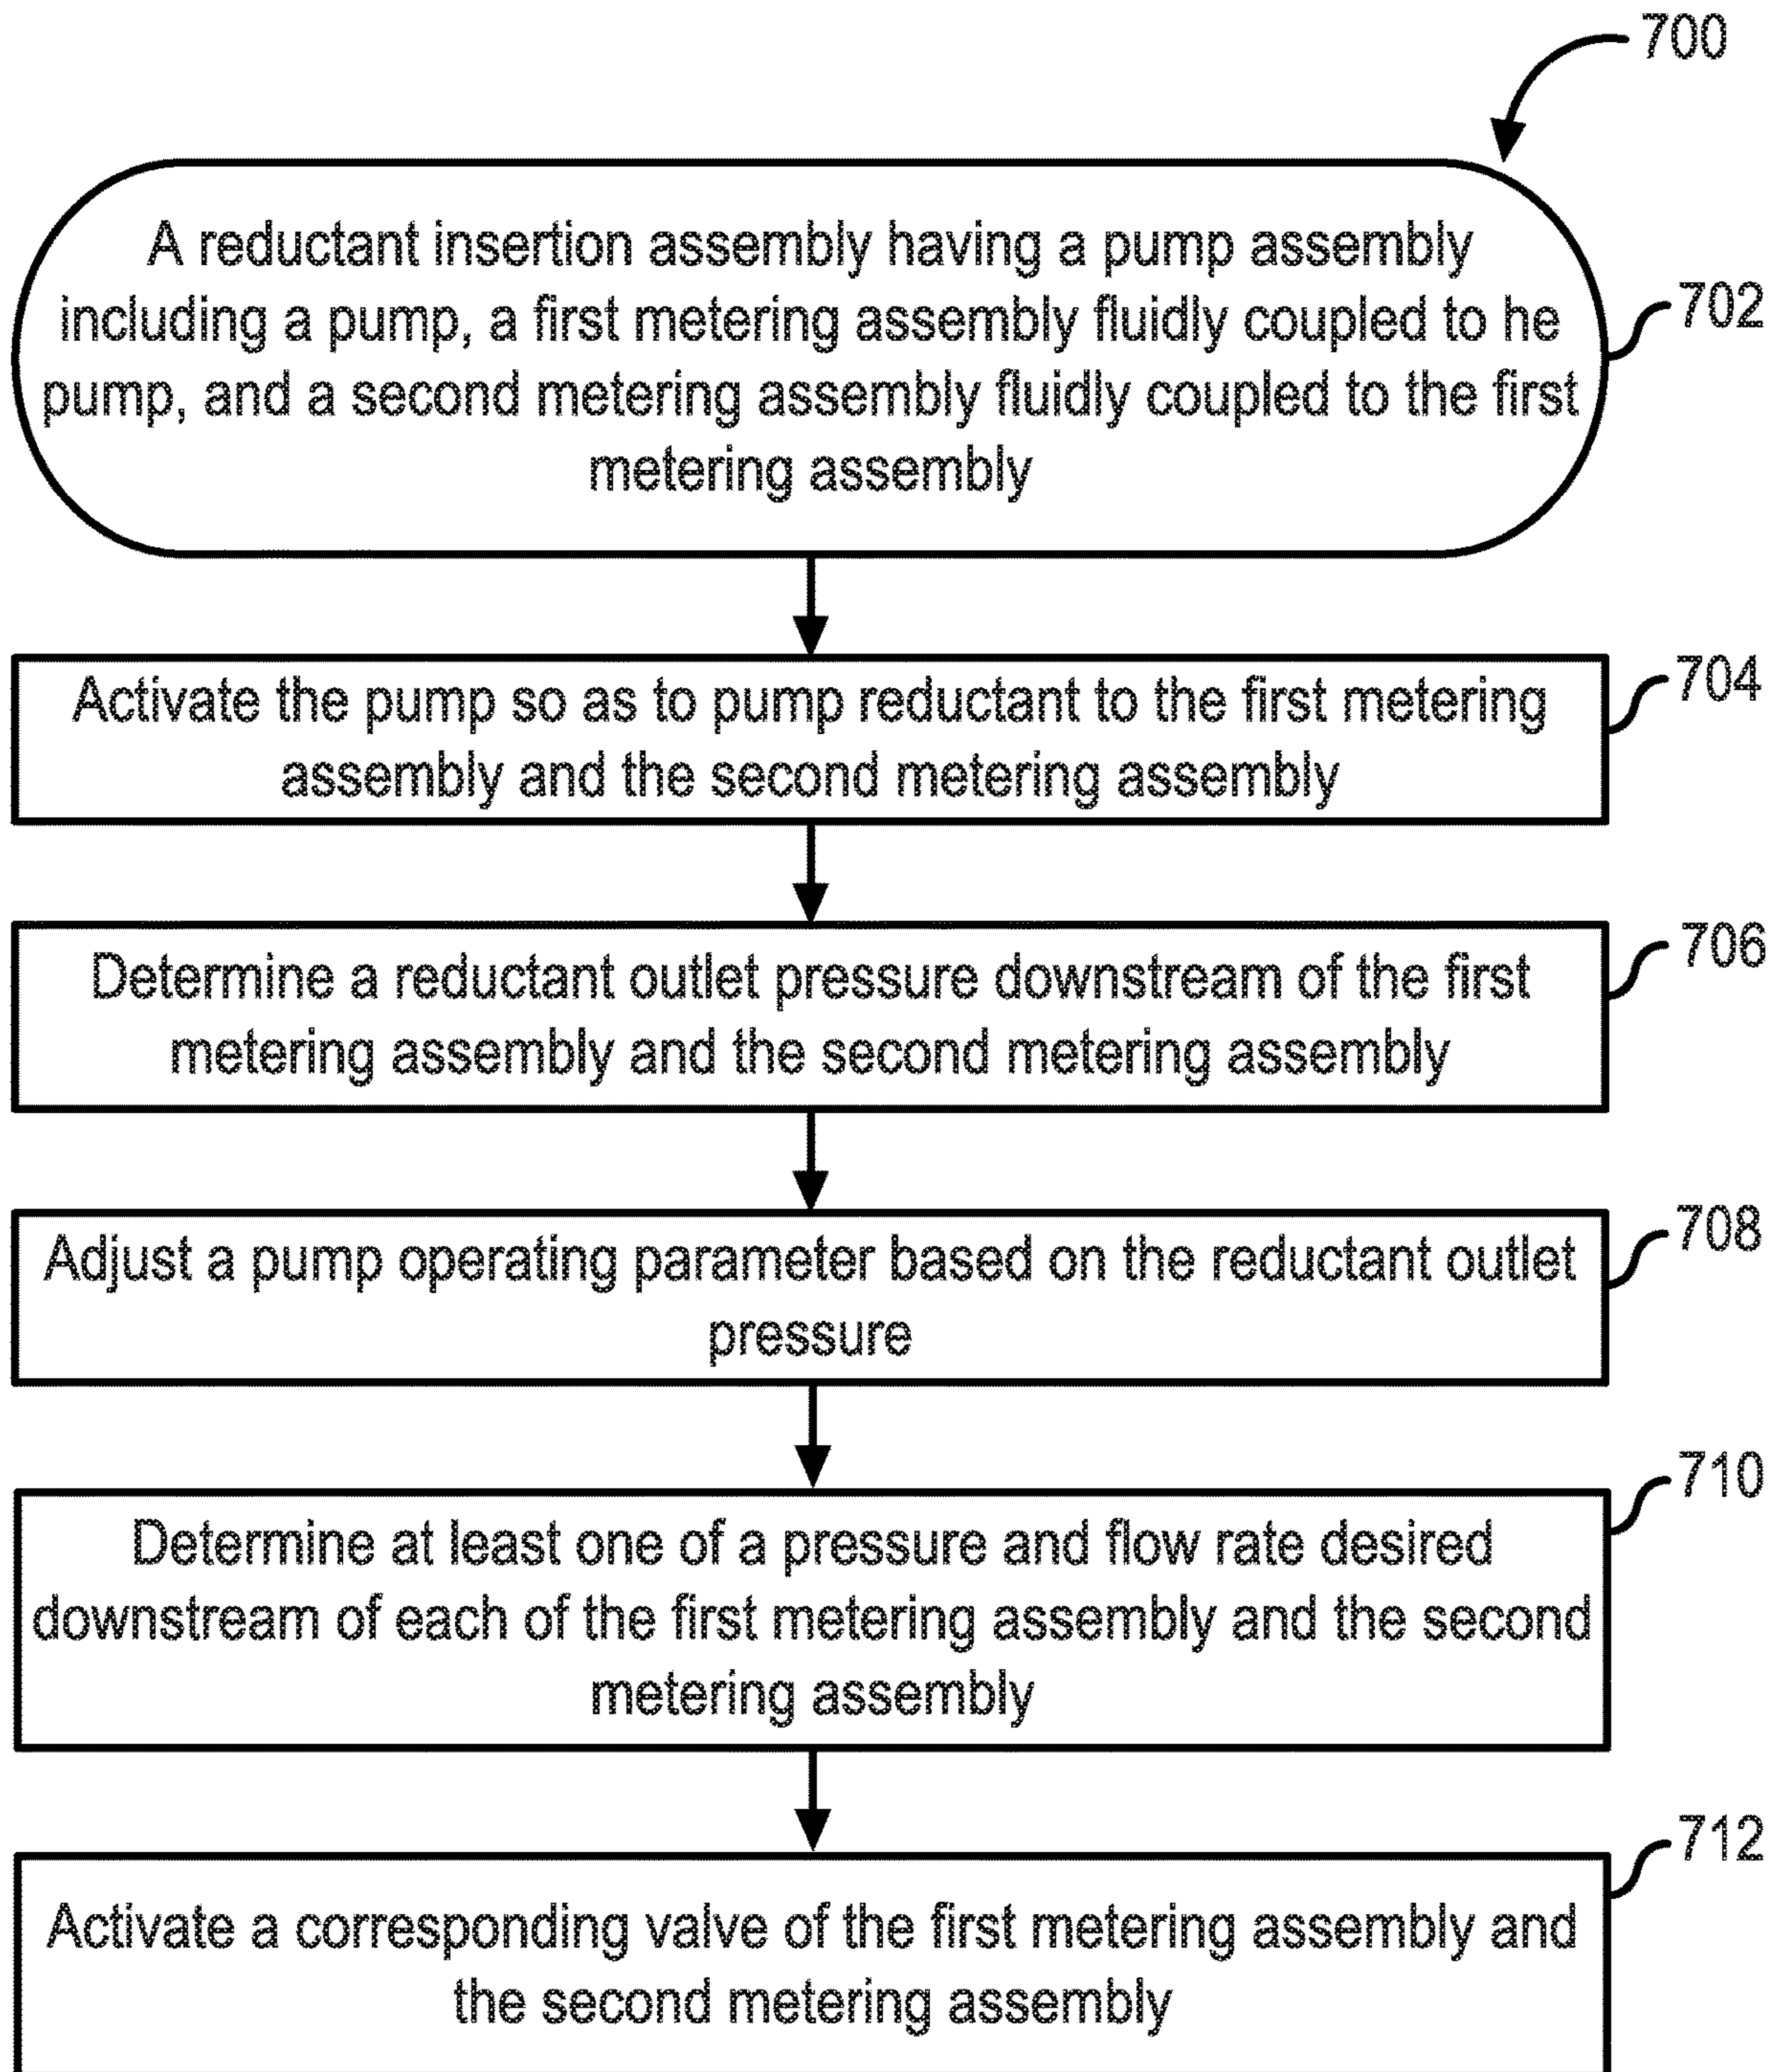 700
A reductant insertion assembly having a pump assembly
including a pump, a first metering assembly fluidly coupled to he
pump, and a second metering assembly fluidly coupled to the first
metering assembly
702
Activate the pump so as to pump reductant to the first metering
assembly and the second metering assembly
704
Determine a reductant outlet pressure downstream of the first
metering assembly and the second metering assembly
706
Adjust a pump operating parameter based on the reductant outlet
pressure
708
Determine at least one of a pressure and flow rate desired
downstream of each of the first metering assembly and the second
metering assembly
710
Activate a corresponding valve of the first metering assembly and
the second metering assembly
712